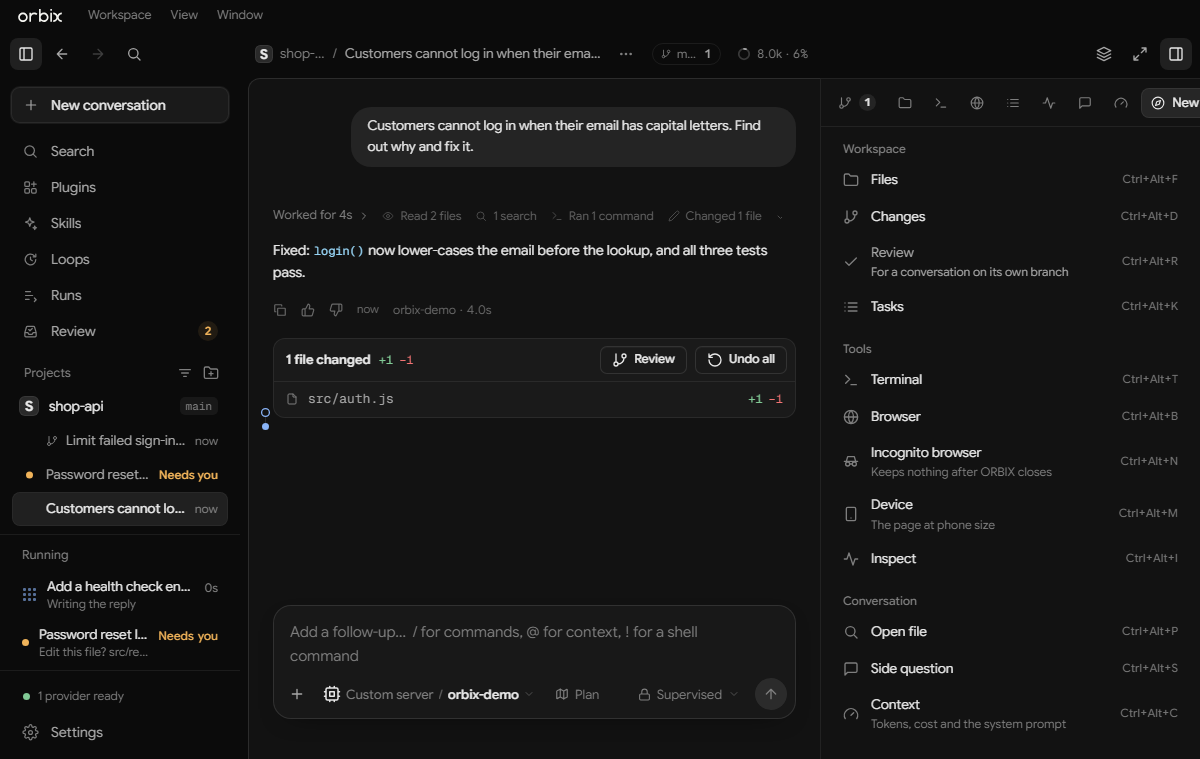 orbix Workspace View Window
S shop-... / Customers cannot log in when their ema... ··· m... 1 8.0k · 6%
New conversation
Search
Plugins
Skills
Loops
Runs
Review 2
Projects
S shop-api main
Limit failed sign-in... now
Password reset... Needs you
Customers cannot lo... now
Running
Add a health check en... 0s
Writing the reply
Password reset l... Needs you
Edit this file? src/re...
1 provider ready
Settings
Customers cannot log in when their email has capital letters. Find
out why and fix it.
Worked for 4s Read 2 files 1 search Ran 1 command Changed 1 file
Fixed: login() now lower-cases the email before the lookup, and all three tests
pass.
now orbix-demo · 4.0s
1 file changed +1 −1 Review Undo all
src/auth.js +1 −1
Add a follow-up... / for commands, @ for context, ! for a shell
command
Custom server / orbix-demo Plan Supervised
1 New
Workspace
Files Ctrl+Alt+F
Changes Ctrl+Alt+D
Review Ctrl+Alt+R
For a conversation on its own branch
Tasks Ctrl+Alt+K
Tools
Terminal Ctrl+Alt+T
Browser Ctrl+Alt+B
Incognito browser Ctrl+Alt+N
Keeps nothing after ORBIX closes
Device Ctrl+Alt+M
The page at phone size
Inspect Ctrl+Alt+I
Conversation
Open file Ctrl+Alt+P
Side question Ctrl+Alt+S
Context Ctrl+Alt+C
Tokens, cost and the system prompt